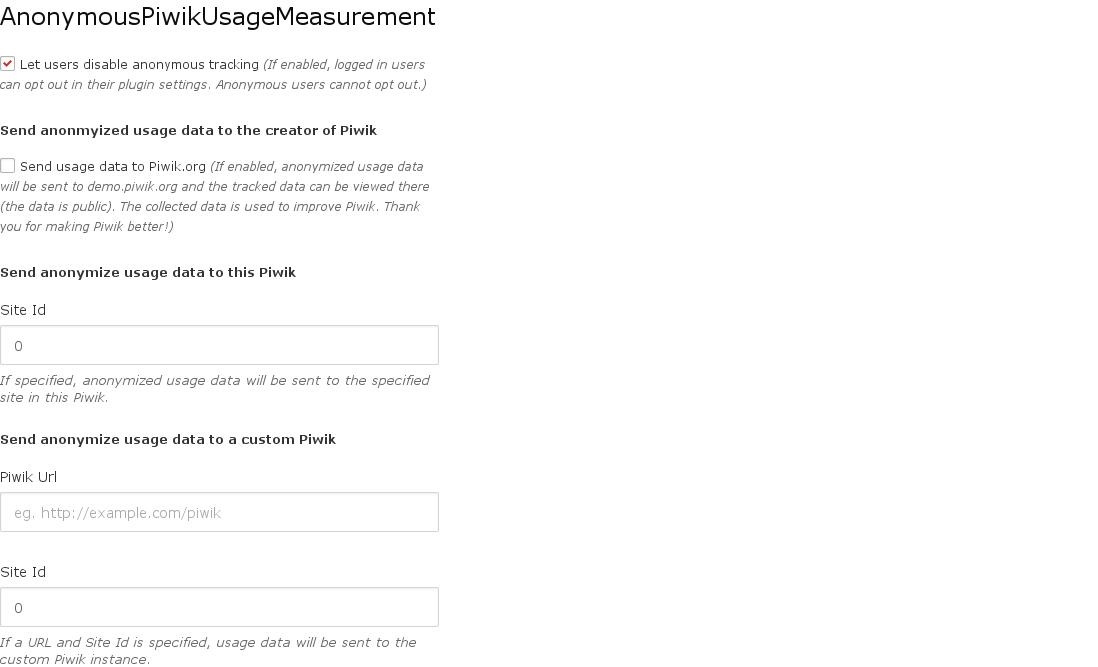 AnonymousPiwikUsageMeasurement
Let users disable anonymous tracking (If enabled, logged in users
can opt out in their plugin settings. Anonymous users cannot opt out.)
Send anonmyized usage data to the creator of Piwik
Send usage data to Piwik.org (If enabled, anonymized usage data
will be sent to demo.piwik.org and the tracked data can be viewed there
(the data is public). The collected data is used to improve Piwik. Thank
you for making Piwik better!)
Send anonymize usage data to this Piwik
Site Id
0
If specified, anonymized usage data will be sent to the specified
site in this Piwik.
Send anonymize usage data to a custom Piwik
Piwik Url
eg. http://example.com/piwik
Site Id
0
If a URL and Site Id is specified, usage data will be sent to the
custom Piwik instance.